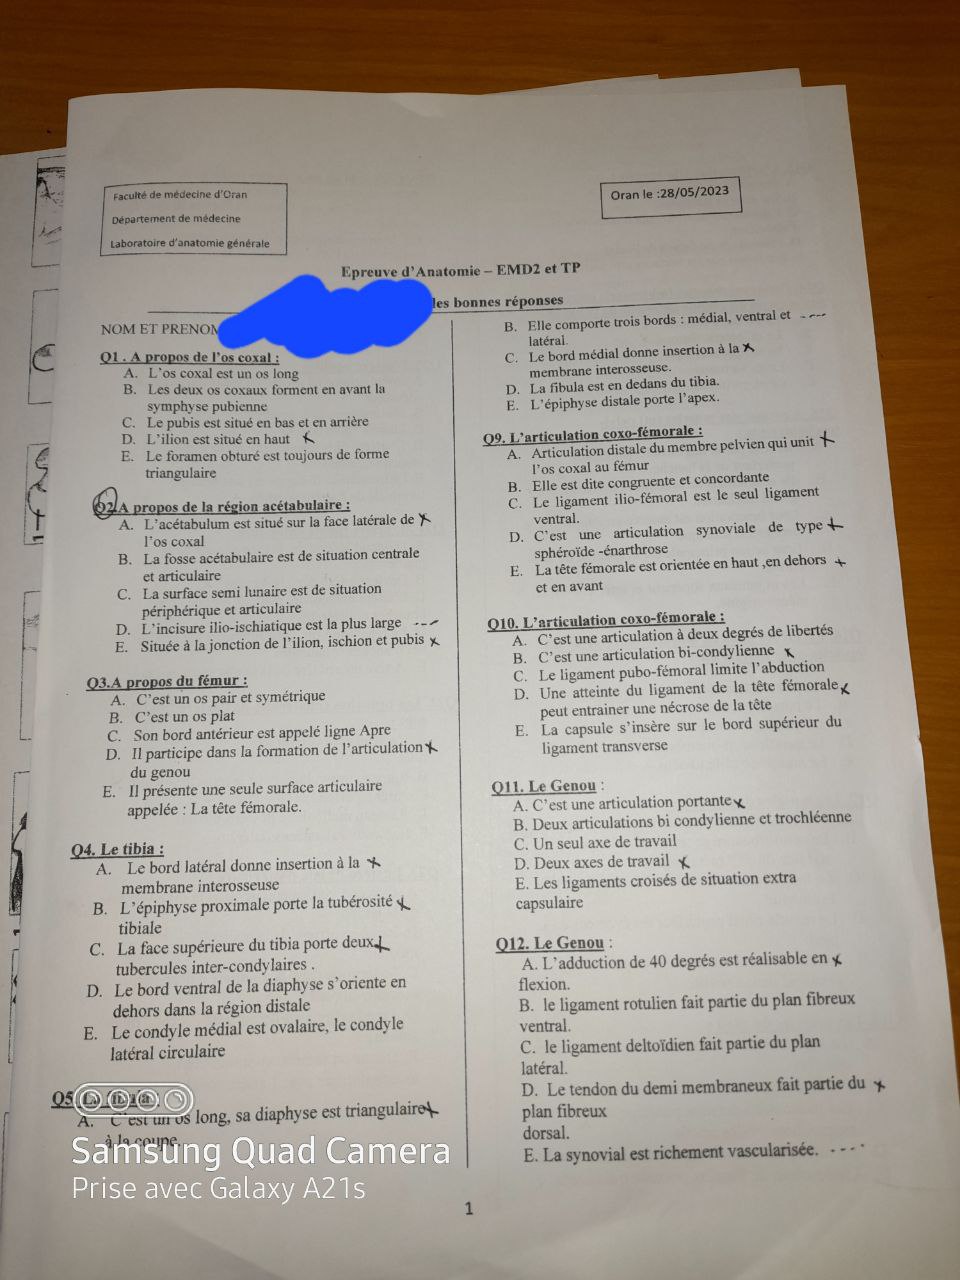 Faculté de médecine d'Oran
Département de médecine
Laboratoire d'anatomie générale
Oran le :28/05/2023
Epreuve d'Anatomie – EMD2 et TP
les bonnes réponses
NOM ET PRENOM
Q1 . A propos de l'os coxal :
A. L'os coxal est un os long
B. Les deux os coxaux forment en avant la
symphyse pubienne
C. Le pubis est situé en bas et en arrière
D. L'ilion est situé en haut
E. Le foramen obturé est toujours de forme
triangulaire
Q2.A propos de la région acétabulaire :
A. L'acétabulum est situé sur la face latérale de
l'os coxal
B. La fosse acétabulaire est de situation centrale
et articulaire
C. La surface semi lunaire est de situation
périphérique et articulaire
D. L'incisure ilio-ischiatique est la plus large
E. Située à la jonction de l'ilion, ischion et pubis
Q3.A propos du fémur :
A. C'est un os pair et symétrique
B. C'est un os plat
C. Son bord antérieur est appelé ligne Apre
D. Il participe dans la formation de l'articulation
du genou
E. Il présente une seule surface articulaire
appelée : La tête fémorale.
Q4. Le tibia :
A. Le bord latéral donne insertion à la
membrane interosseuse
B. L'épiphyse proximale porte la tubérosité
tibiale
C. La face supérieure du tibia porte deux
tubercules inter-condylaires .
D. Le bord ventral de la diaphyse s'oriente en
dehors dans la région distale
E. Le condyle médial est ovalaire, le condyle
latéral circulaire
Q5.
A. C'est un os long, sa diaphyse est triangulaire
à la coupe.
B. Elle comporte trois bords : médial, ventral et
latéral.
C. Le bord médial donne insertion à la
membrane interosseuse.
D. La fibula est en dedans du tibia.
E. L'épiphyse distale porte l'apex.
Q9. L'articulation coxo-fémorale :
A. Articulation distale du membre pelvien qui unit
l'os coxal au fémur
B. Elle est dite congruente et concordante
C. Le ligament ilio-fémoral est le seul ligament
ventral.
D. C'est une articulation synoviale de type
sphéroïde -énarthrose
E. La tête fémorale est orientée en haut ,en dehors
et en avant
Q10. L'articulation coxo-fémorale :
A. C'est une articulation à deux degrés de libertés
B. C'est une articulation bi-condylienne
C. Le ligament pubo-fémoral limite l'abduction
D. Une atteinte du ligament de la tête fémorale
peut entrainer une nécrose de la tête
E. La capsule s'insère sur le bord supérieur du
ligament transverse
Q11. Le Genou :
A. C'est une articulation portante
B. Deux articulations bi condylienne et trochléenne
C. Un seul axe de travail
D. Deux axes de travail
E. Les ligaments croisés de situation extra
capsulaire
Q12. Le Genou :
A. L'adduction de 40 degrés est réalisable en
flexion.
B. le ligament rotulien fait partie du plan fibreux
ventral.
C. le ligament deltoïdien fait partie du plan
latéral.
D. Le tendon du demi membraneux fait partie du
plan fibreux
dorsal.
E. La synovial est richement vascularisée.
1
Samsung Quad Camera
Prise avec Galaxy A21s